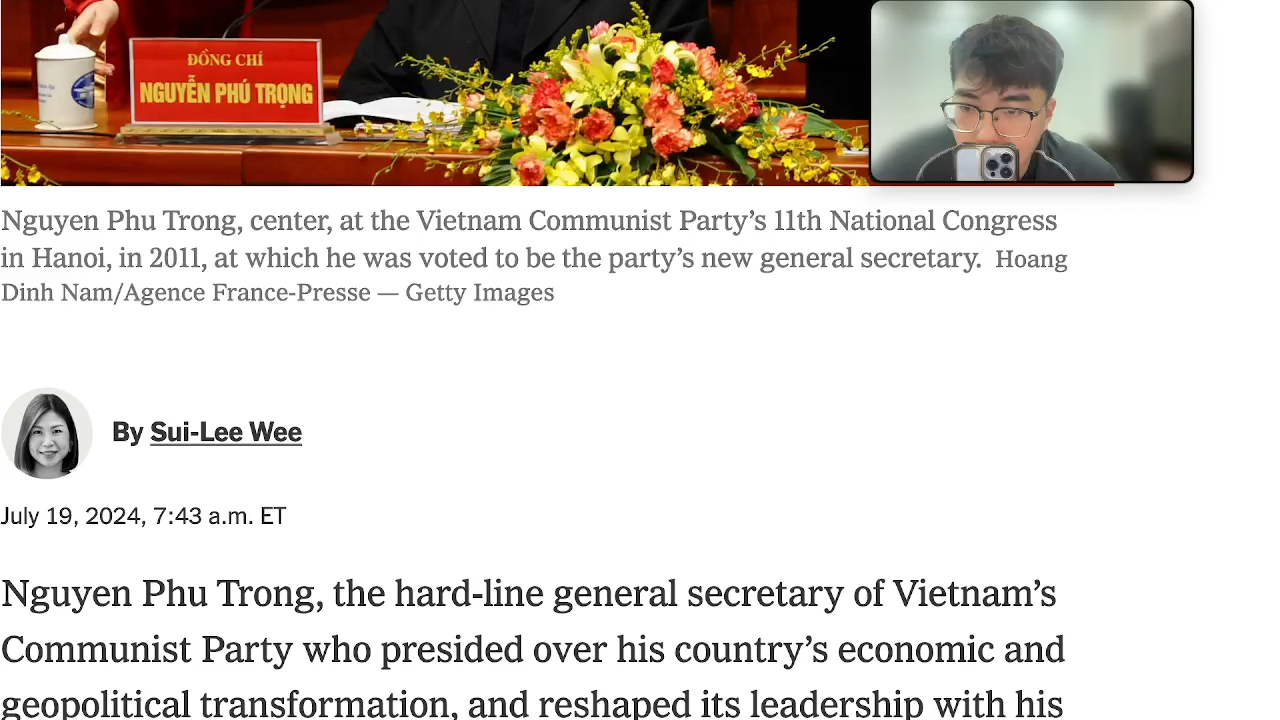 ĐỒNG CHÍ
NGUYỄN PHÚ TRỌNG
Nguyen Phu Trong, center, at the Vietnam Communist Party’s 11th National Congress
in Hanoi, in 2011, at which he was voted to be the party’s new general secretary. Hoang
Dinh Nam/Agence France-Presse — Getty Images
By Sui-Lee Wee
July 19, 2024, 7:43 a.m. ET
Nguyen Phu Trong, the hard-line general secretary of Vietnam’s
Communist Party who presided over his country’s economic and
geopolitical transformation, and reshaped its leadership with his